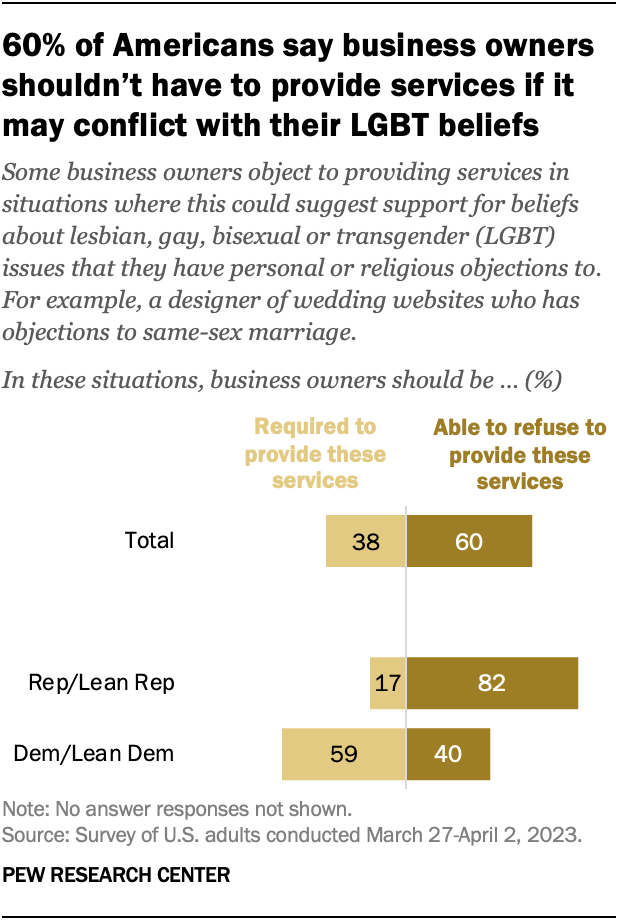 60% of Americans say business owners
shouldn’t have to provide services if it
may conflict with their LGBT beliefs
Some business owners object to providing services in
situations where this could suggest support for beliefs
about lesbian, gay, bisexual or transgender (LGBT)
issues that they have personal or religious objections to.
For example, a designer of wedding websites who has
objections to same-sex marriage.
In these situations, business owners should be ... (%)
Required to
provide these
services
Able to refuse to
provide these
services
Total 38 60
Rep/Lean Rep 17 82
Dem/Lean Dem 59 40
Note: No answer responses not shown.
Source: Survey of U.S. adults conducted March 27-April 2, 2023.
PEW RESEARCH CENTER